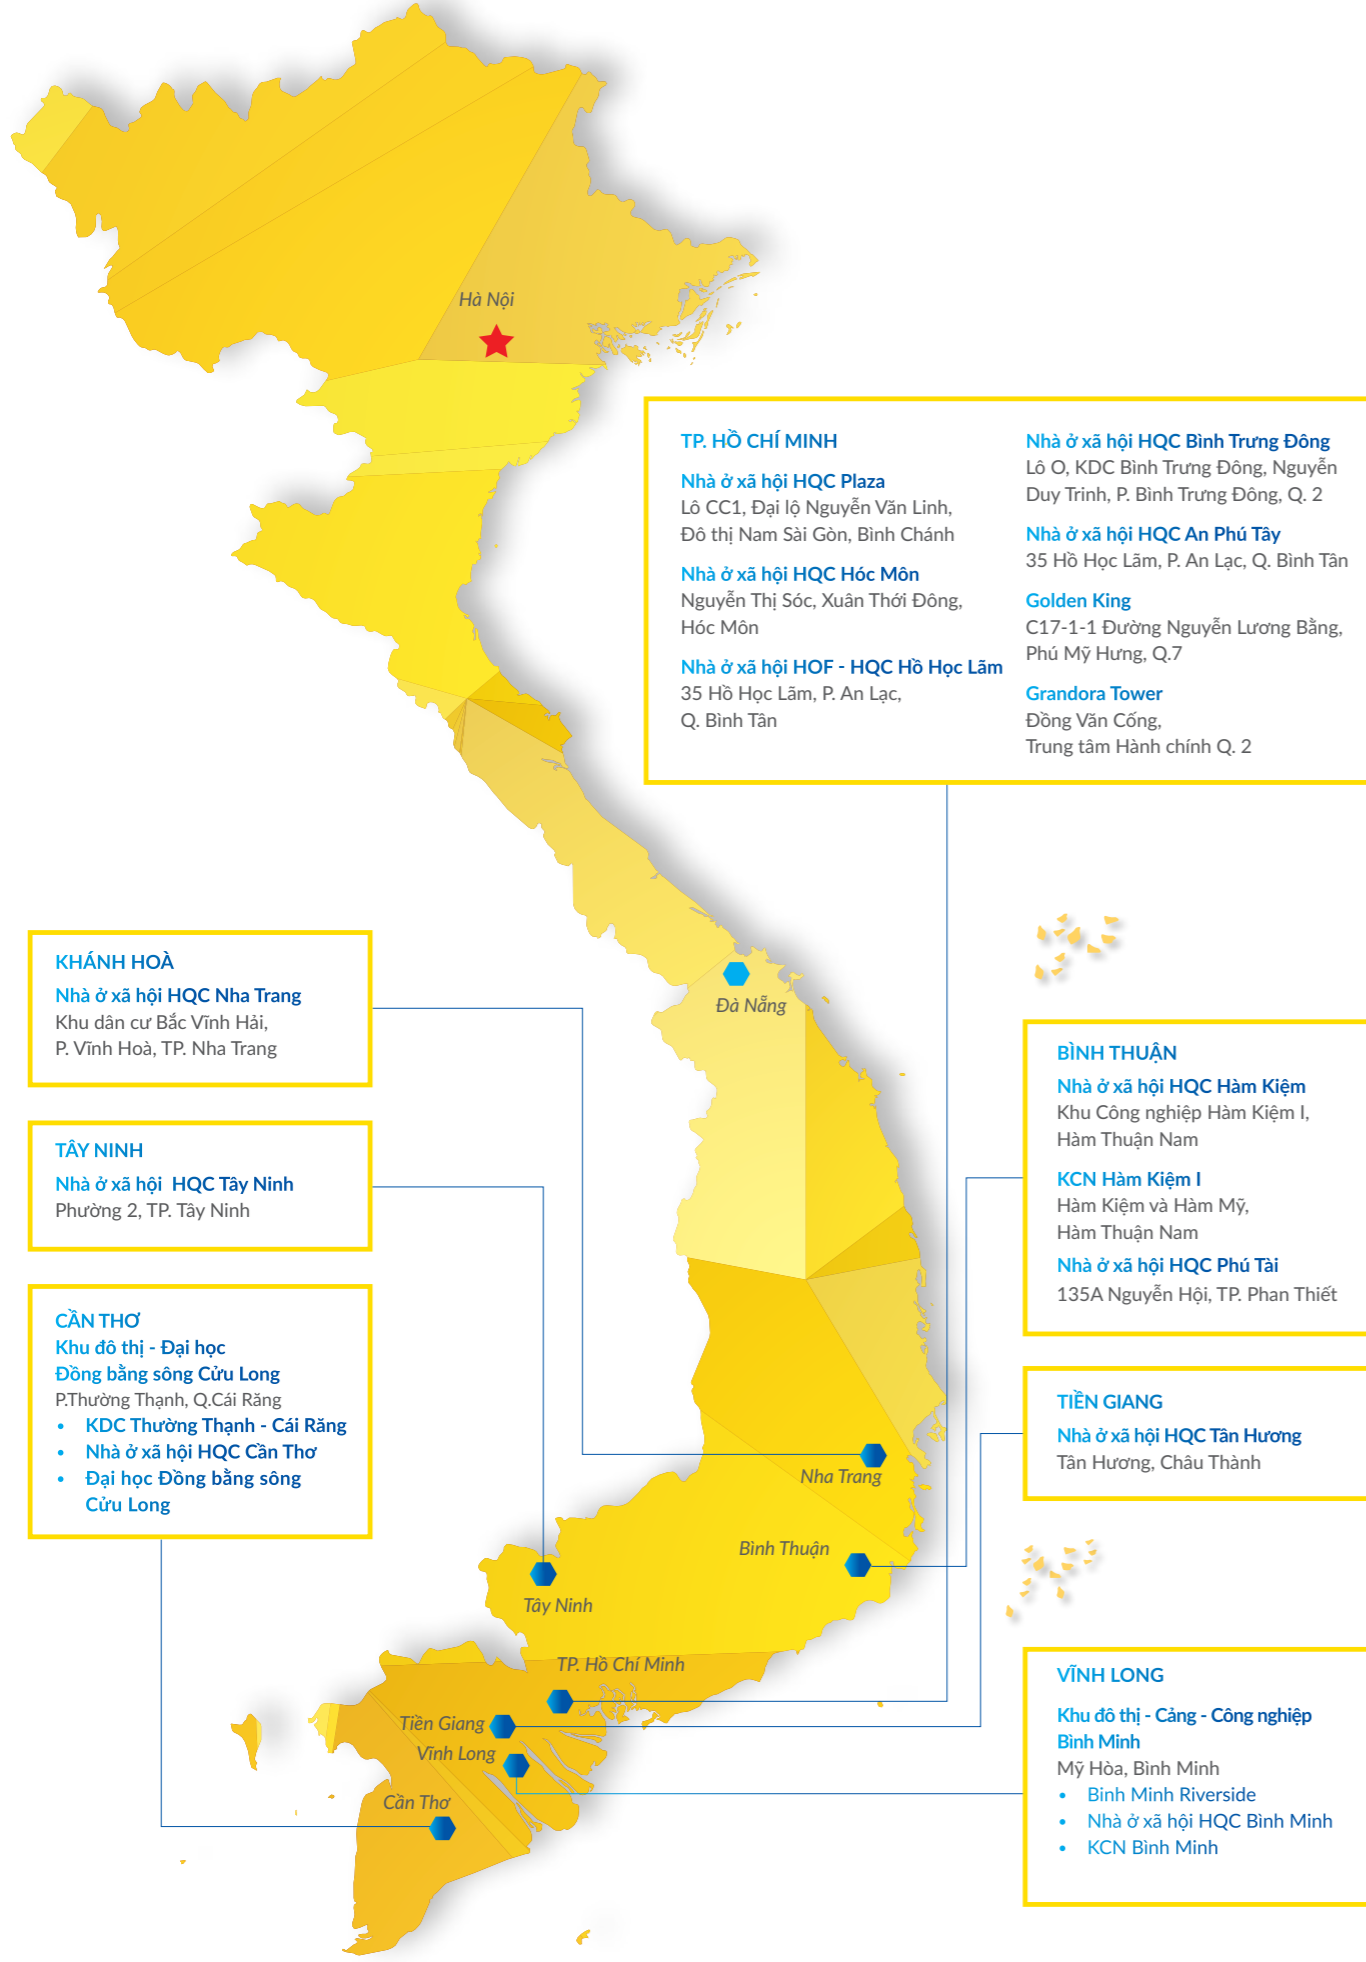 Hà Nội
TP. HỒ CHÍ MINH
Nhà ở xã hội HQC Plaza
Lô CC1, Đại lộ Nguyễn Văn Linh,
Đô thị Nam Sài Gòn, Bình Chánh
Nhà ở xã hội HQC Hóc Môn
Nguyễn Thị Sóc, Xuân Thới Đông,
Hóc Môn
Nhà ở xã hội HOF - HQC Hồ Học Lãm
35 Hồ Học Lãm, P. An Lạc,
Q. Bình Tân
Nhà ở xã hội HQC Bình Trưng Đông
Lô O, KDC Bình Trưng Đông, Nguyễn
Duy Trinh, P. Bình Trưng Đông, Q. 2
Nhà ở xã hội HQC An Phú Tây
35 Hồ Học Lãm, P. An Lạc, Q. Bình Tân
Golden King
C17-1-1 Đường Nguyễn Lương Bằng,
Phú Mỹ Hưng, Q.7
Grandora Tower
Đồng Văn Cống,
Trung tâm Hành chính Q. 2
Đà Nẵng
KHÁNH HOÀ
Nhà ở xã hội HQC Nha Trang
Khu dân cư Bắc Vĩnh Hải,
P. Vĩnh Hoà, TP. Nha Trang
TÂY NINH
Nhà ở xã hội HQC Tây Ninh
Phường 2, TP. Tây Ninh
CẦN THƠ
Khu đô thị - Đại học
Đồng bằng sông Cửu Long
P.Thường Thạnh, Q.Cái Răng
• KDC Thường Thạnh - Cái Răng
• Nhà ở xã hội HQC Cần Thơ
• Đại học Đồng bằng sông
Cửu Long
BÌNH THUẬN
Nhà ở xã hội HQC Hàm Kiệm
Khu Công nghiệp Hàm Kiệm I,
Hàm Thuận Nam
KCN Hàm Kiệm I
Hàm Kiệm và Hàm Mỹ,
Hàm Thuận Nam
Nhà ở xã hội HQC Phú Tài
135A Nguyễn Hội, TP. Phan Thiết
TIỀN GIANG
Nhà ở xã hội HQC Tân Hương
Tân Hương, Châu Thành
Nha Trang
Bình Thuận
Tây Ninh
TP. Hồ Chí Minh
Tiền Giang
Vĩnh Long
Cần Thơ
VĨNH LONG
Khu đô thị - Cảng - Công nghiệp
Bình Minh
Mỹ Hòa, Bình Minh
• Binh Minh Riverside
• Nhà ở xã hội HQC Bình Minh
• KCN Bình Minh